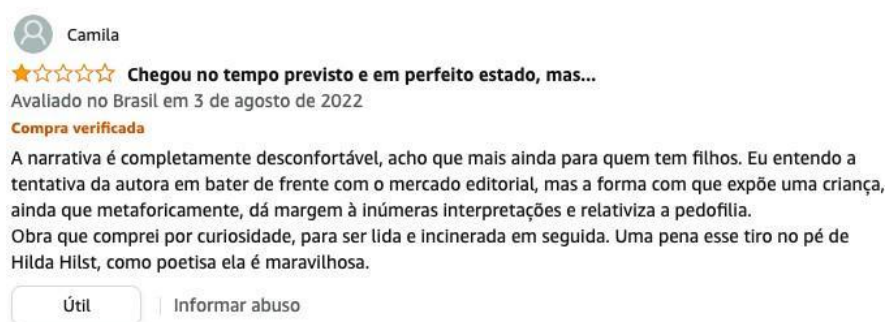 Camila
Chegou no tempo previsto e em perfeito estado, mas...
Avaliado no Brasil em 3 de agosto de 2022
Compra verificada
A narrativa é completamente desconfortável, acho que mais ainda para quem tem filhos. Eu entendo a
tentativa da autora em bater de frente com o mercado editorial, mas a forma com que expõe uma criança,
ainda que metaforicamente, dá margem à inúmeras interpretações e relativiza a pedofilia.
Obra que comprei por curiosidade, para ser lida e incinerada em seguida. Uma pena esse tiro no pé de
Hilda Hilst, como poetisa ela é maravilhosa.
Útil | Informar abuso